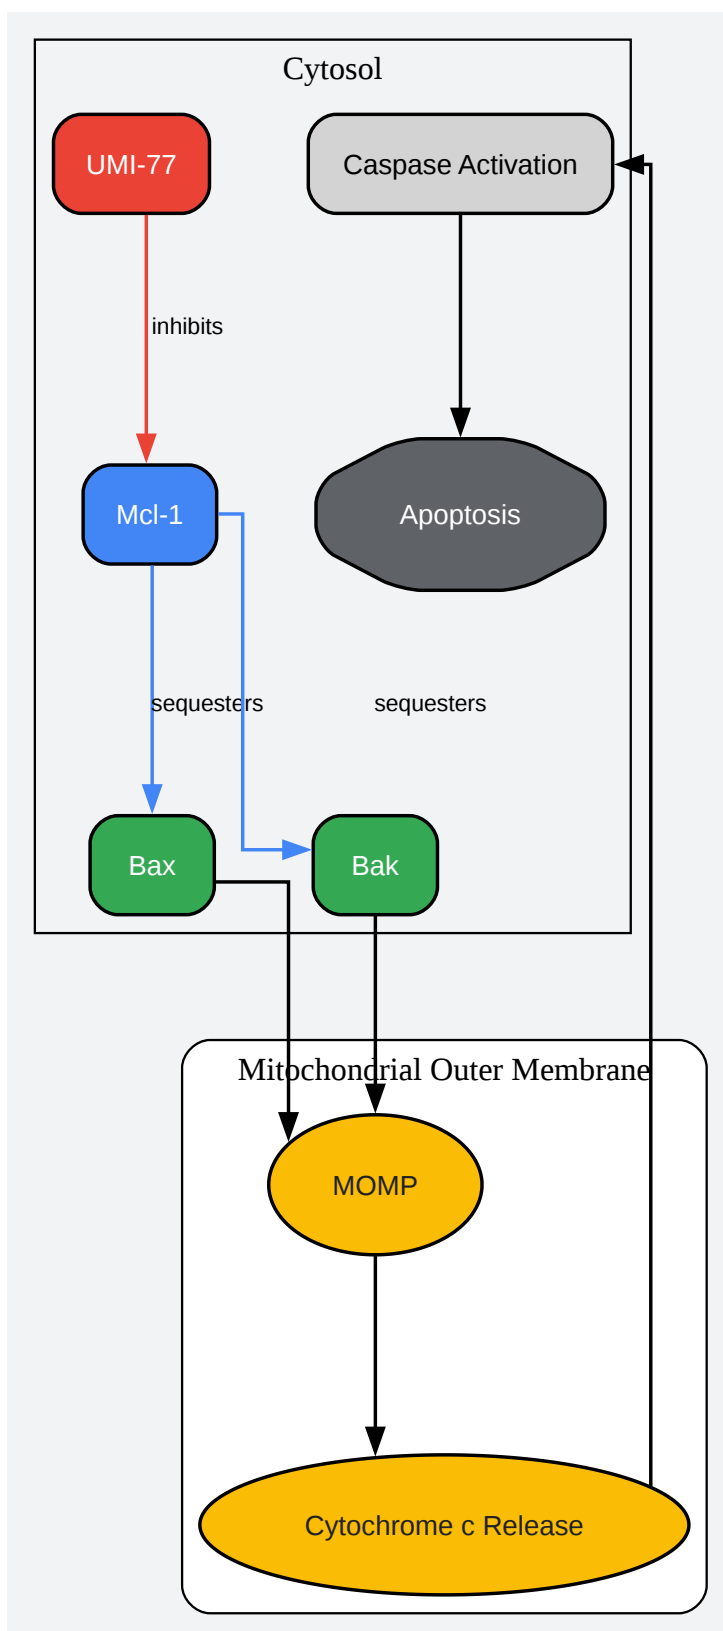 Cytosol
UMI-77
Caspase Activation
inhibits
Mcl-1
Apoptosis
sequesters
sequesters
Bax
Bak
Mitochondrial Outer Membrane
MOMP
Cytochrome c Release